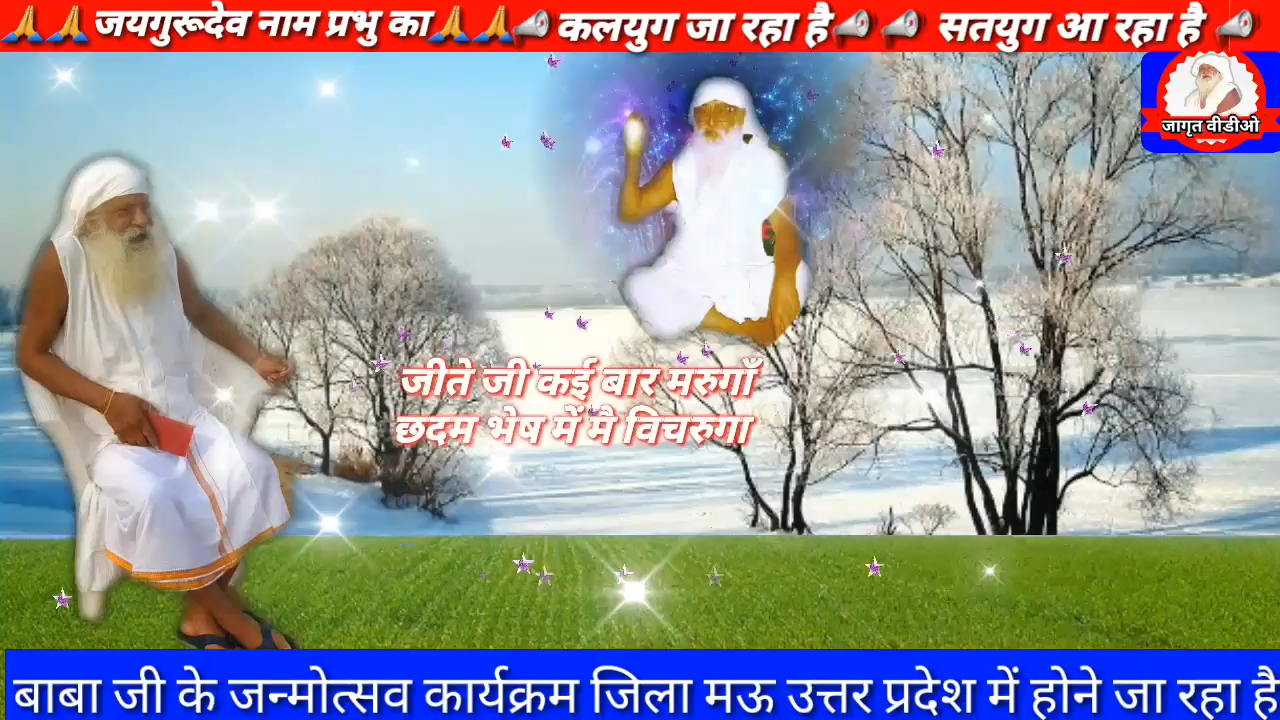 🙏🙏जयगुरूदेव नाम प्रभु का🙏🙏📢 कलयुग जा रहा है📢📢 सतयुग आ रहा है 📢
जागृत वीडीओ
जीते जी कई बार मरुगाँ
छदम भेष में मै विचरुगा
बाबा जी के जन्मोत्सव कार्यक्रम जिला मऊ उत्तर प्रदेश में होने जा रहा है